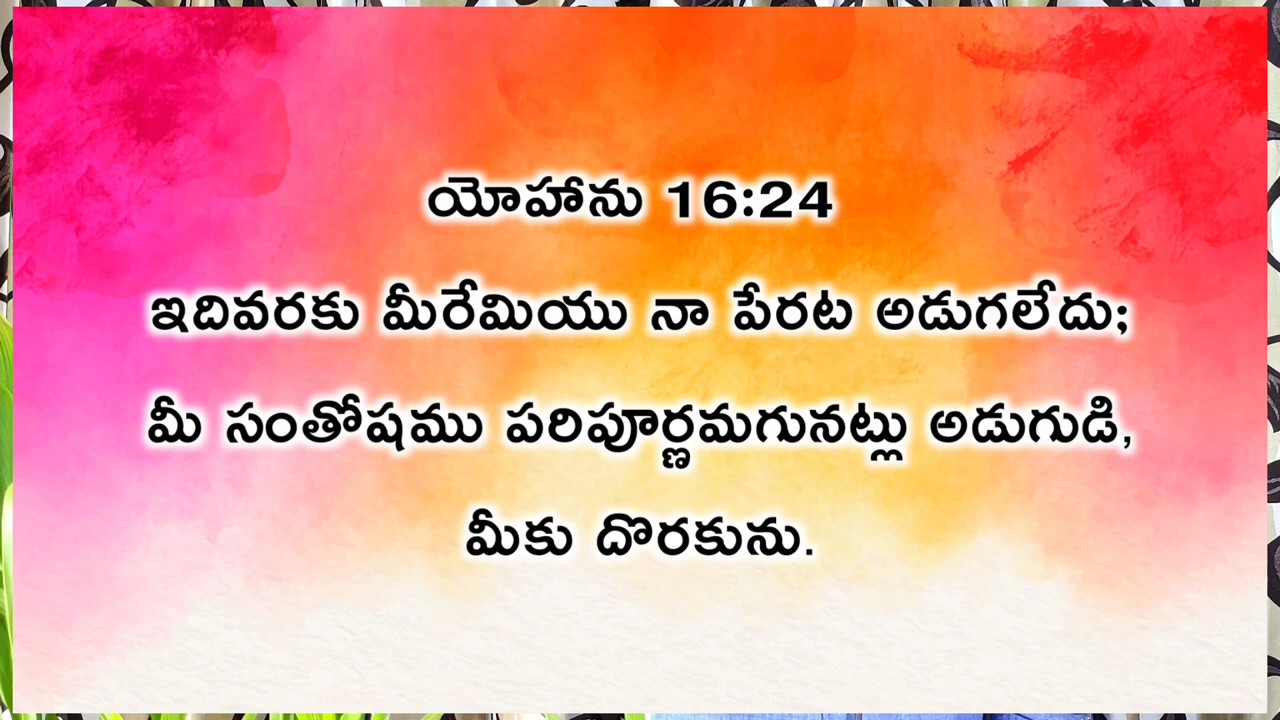 యోహాను 16:24
ఇదివరకు మీరేమియు నా పేరట అడుగలేదు;
మీ సంతోషము పరిపూర్ణమగునట్లు అడుగుడి,
మీకు దొరకును.